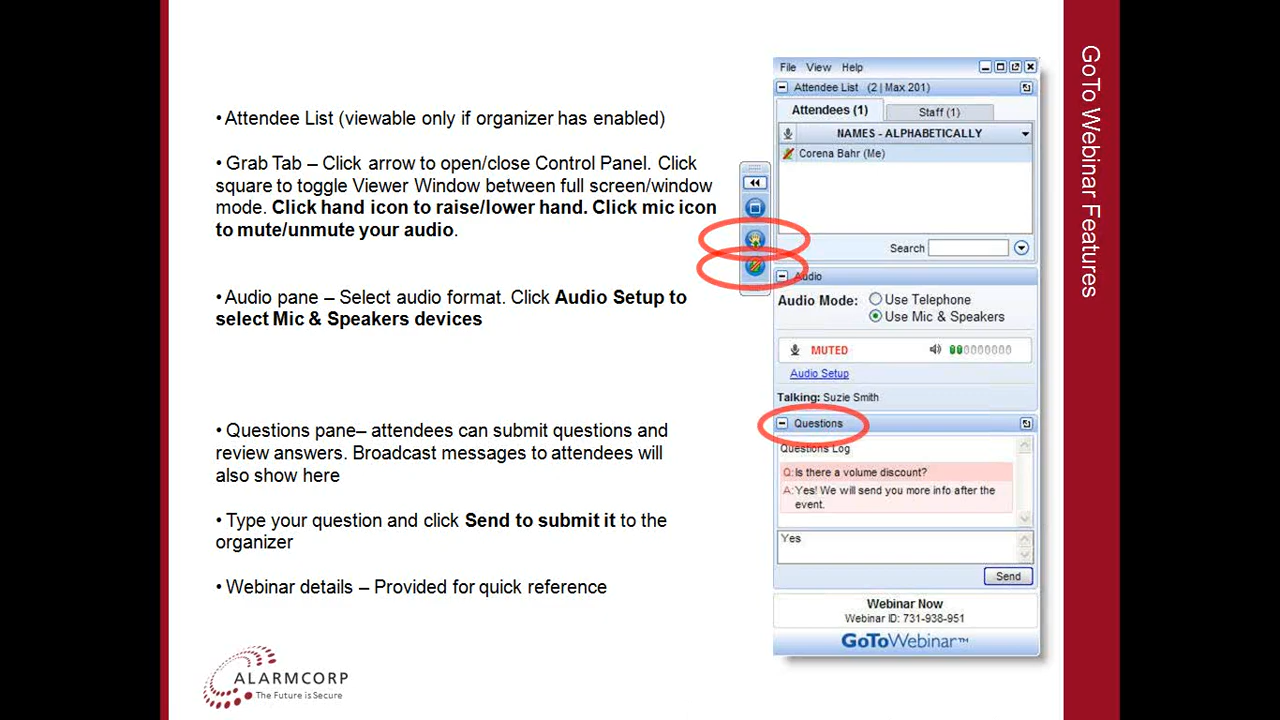 • Attendee List (viewable only if organizer has enabled)
• Grab Tab – Click arrow to open/close Control Panel. Click
square to toggle Viewer Window between full screen/window
mode. Click hand icon to raise/lower hand. Click mic icon
to mute/unmute your audio.
• Audio pane – Select audio format. Click Audio Setup to
select Mic & Speakers devices
• Questions pane– attendees can submit questions and
review answers. Broadcast messages to attendees will
also show here
• Type your question and click Send to submit it to the
organizer
• Webinar details – Provided for quick reference
ALARMCORP
The Future is Secure
File View Help
Attendee List (2 | Max 201)
Attendees (1) Staff (1)
NAMES - ALPHABETICALLY
Corena Bahr (Me)
Search
Audio
Audio Mode: Use Telephone
Use Mic & Speakers
MUTED
Audio Setup
Talking: Suzie Smith
Questions
Questions Log
Q: Is there a volume discount?
A: Yes! We will send you more info after the
event.
Yes
Send
Webinar Now
Webinar ID: 731-938-951
GoToWebinar™
GoTo Webinar Features